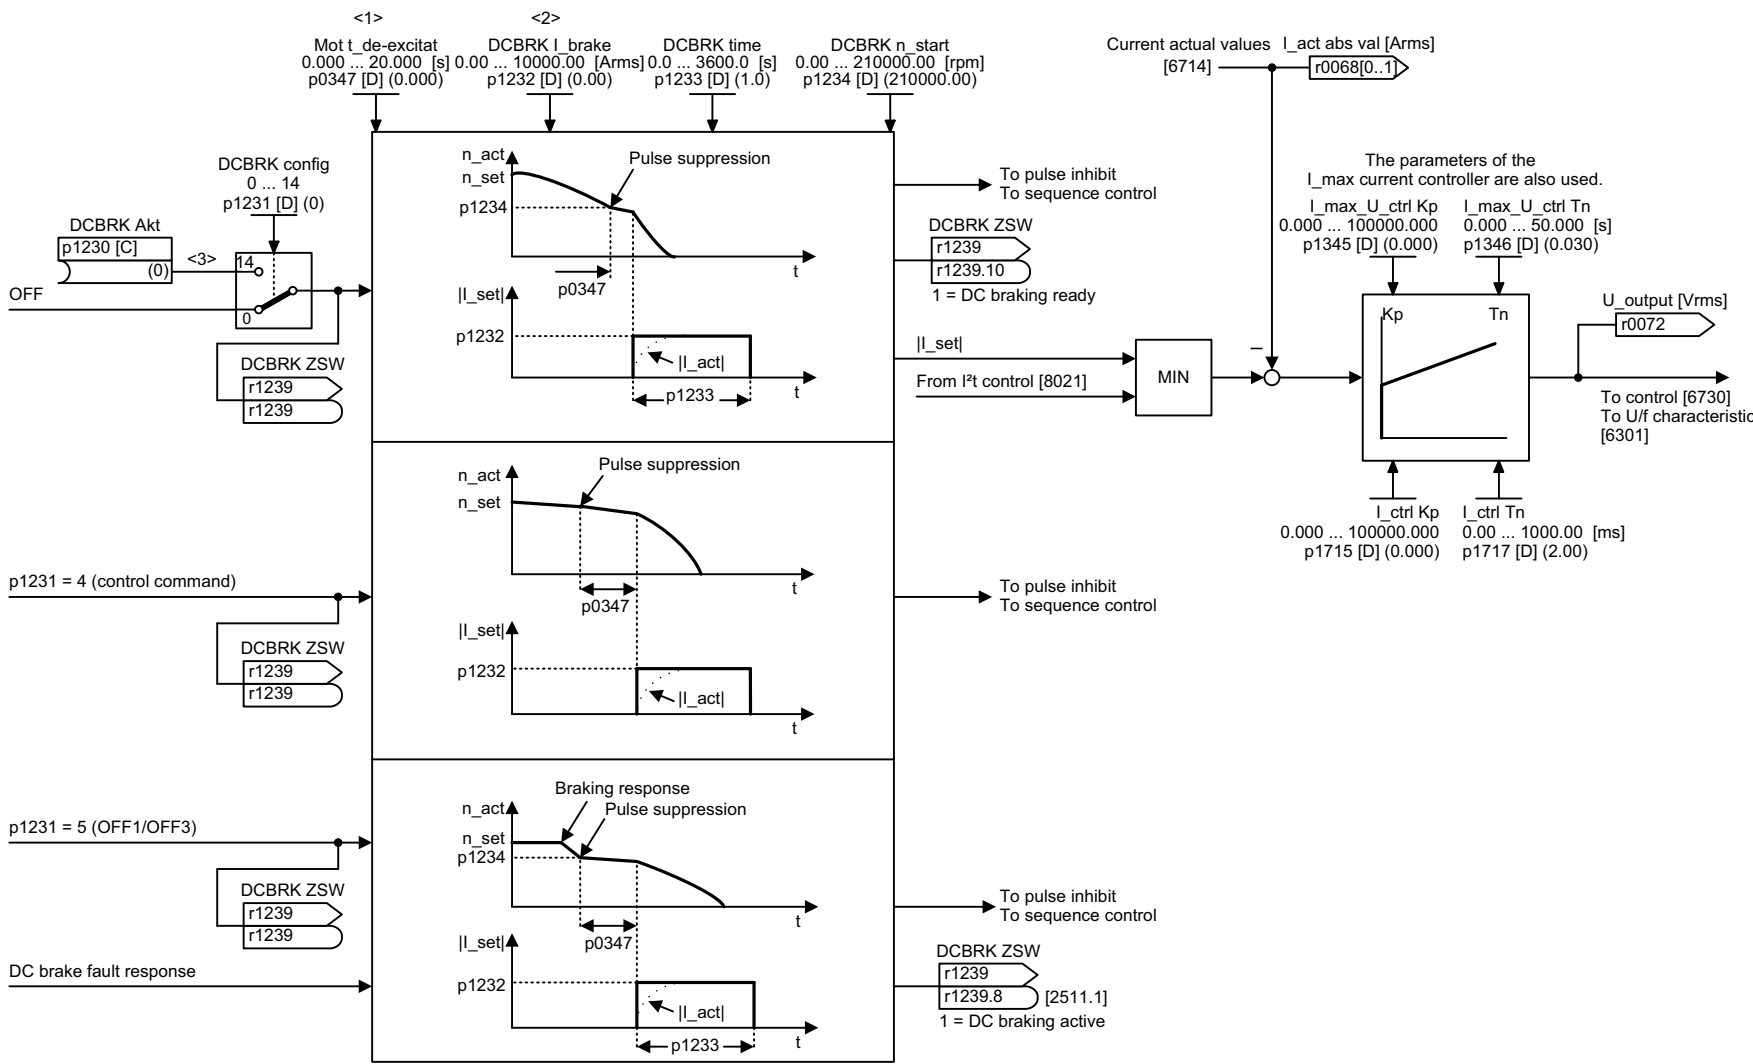 <1>
Mot t_de-excitat
0.000 ... 20.000 [s]
p0347 [D] (0.000)
<2>
DCBRK I_brake
0.00 ... 10000.00 [Arms]
p1232 [D] (0.00)
DCBRK time
0.0 ... 3600.0 [s]
p1233 [D] (1.0)
DCBRK n_start
0.00 ... 210000.00 [rpm]
p1234 [D] (210000.00)
Current actual values
[6714]
I_act abs val [Arms]
r0068[0..1]
DCBRK config
0 ... 14
p1231 [D] (0)
DCBRK Akt
p1230 [C]
(0)
<3>
14
0
OFF
DCBRK ZSW
r1239
r1239
n_act
n_set
p1234
Pulse suppression
t
p0347
|I_set|
p1232
|I_act|
p1233
t
To pulse inhibit
To sequence control
DCBRK ZSW
r1239
r1239.10
1 = DC braking ready
|I_set|
From I²t control [8021]
MIN
–
The parameters of the
I_max current controller are also used.
I_max_U_ctrl Kp
0.000 ... 100000.000
p1345 [D] (0.000)
I_max_U_ctrl Tn
0.000 ... 50.000 [s]
p1346 [D] (0.030)
Kp
Tn
U_output [Vrms]
r0072
To control [6730]
To U/f characteristic
[6301]
I_ctrl Kp
0.000 ... 100000.000
p1715 [D] (0.000)
I_ctrl Tn
0.00 ... 1000.00 [ms]
p1717 [D] (2.00)
p1231 = 4 (control command)
DCBRK ZSW
r1239
r1239
n_act
n_set
Pulse suppression
t
p0347
|I_set|
p1232
|I_act|
t
To pulse inhibit
To sequence control
p1231 = 5 (OFF1/OFF3)
DCBRK ZSW
r1239
r1239
DC brake fault response
n_act
n_set
p1234
Braking response
Pulse suppression
t
p0347
|I_set|
p1232
|I_act|
p1233
t
To pulse inhibit
To sequence control
DCBRK ZSW
r1239
r1239.8
[2511.1]
1 = DC braking active